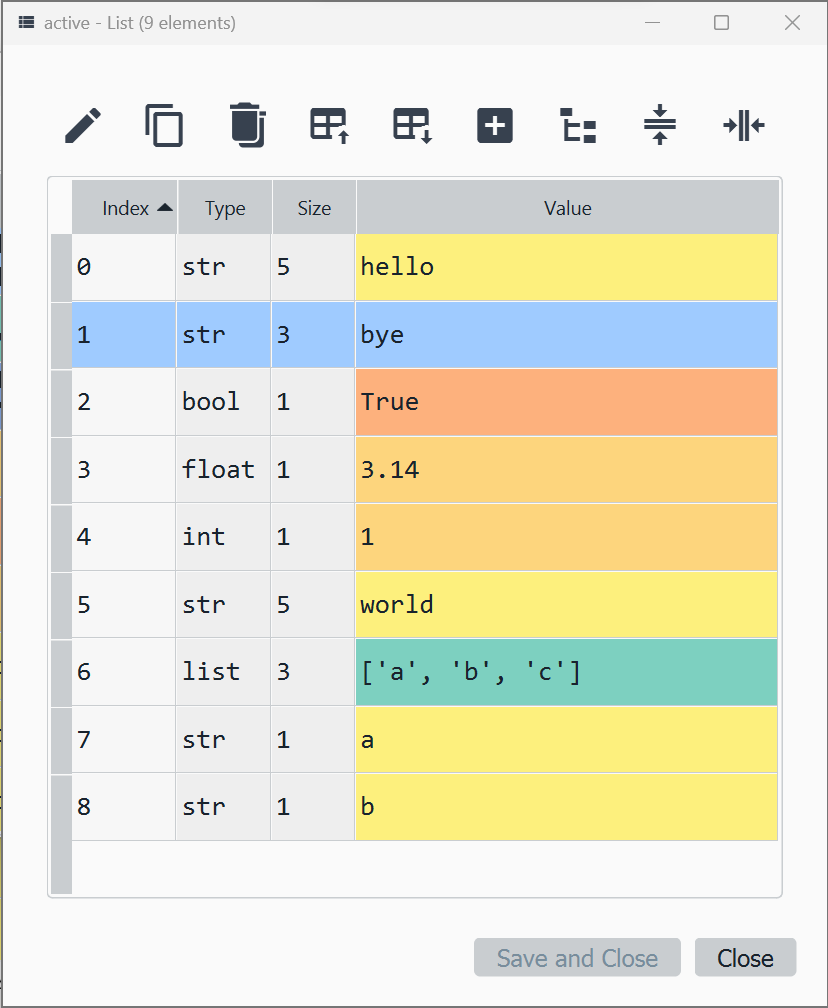 active - List (9 elements)
Index Type Size Value
0 str 5 hello
1 str 3 bye
2 bool 1 True
3 float 1 3.14
4 int 1 1
5 str 5 world
6 list 3 ['a', 'b', 'c']
7 str 1 a
8 str 1 b
Save and Close Close